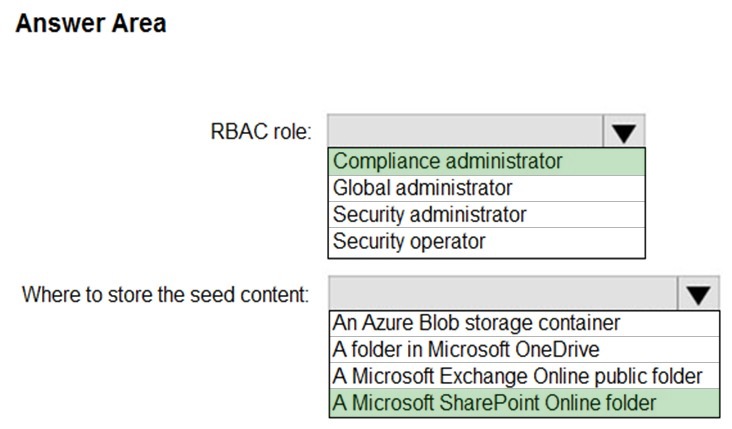 Answer Area
RBAC role:
Compliance administrator
Global administrator
Security administrator
Security operator
Where to store the seed content:
An Azure Blob storage container
A folder in Microsoft OneDrive
A Microsoft Exchange Online public folder
A Microsoft SharePoint Online folder